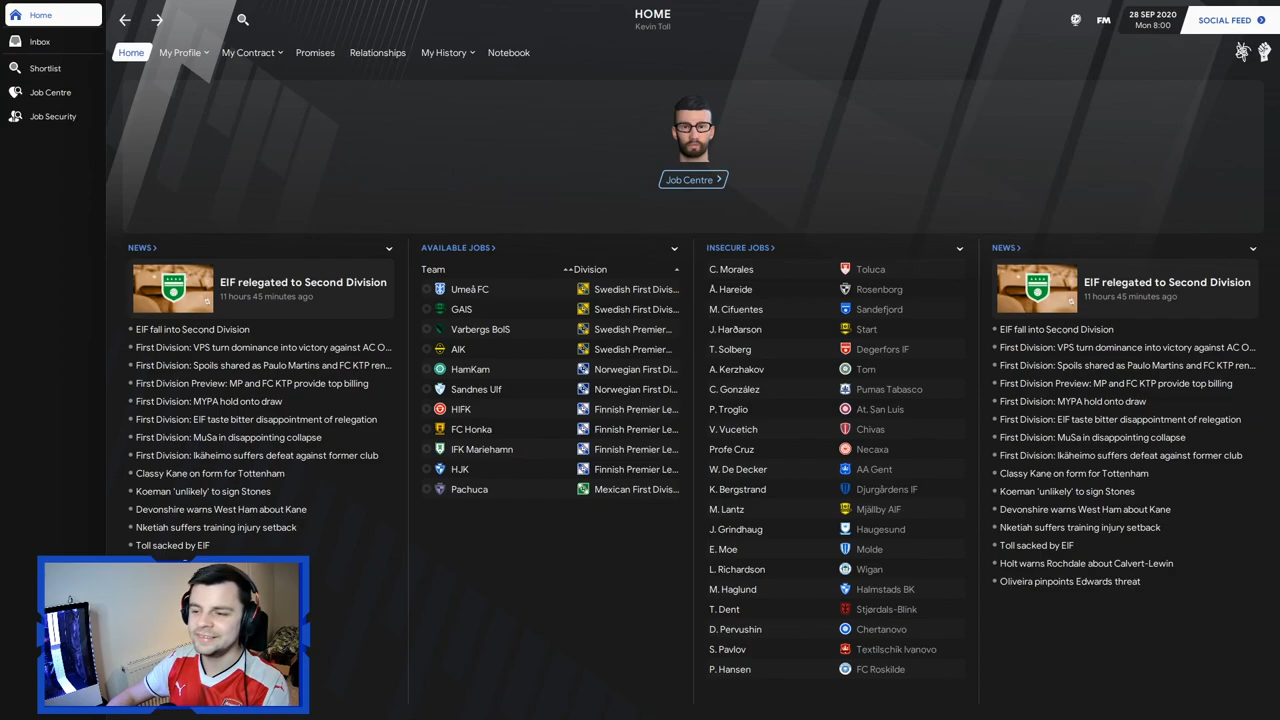 Home
Inbox
Shortlist
Job Centre
Job Security
HOME
Kevin Toll
FM
28 SEP 2020
Mon 8:00
SOCIAL FEED
Home
My Profile
My Contract
Promises
Relationships
My History
Notebook
Job Centre
NEWS
EIF relegated to Second Division
11 hours 45 minutes ago
EIF fall into Second Division
First Division: VPS turn dominance into victory against AC O...
First Division: Spoils shared as Paulo Martins and FC KTP ren...
First Division Preview: MP and FC KTP provide top billing
First Division: MYPA hold onto draw
First Division: EIF taste bitter disappointment of relegation
First Division: MuSa in disappointing collapse
First Division: Ikäheimo suffers defeat against former club
Classy Kane on form for Tottenham
Koeman 'unlikely' to sign Stones
Devonshire warns West Ham about Kane
Nketiah suffers training injury setback
Toll sacked by EIF
AVAILABLE JOBS
Team Division
Umeå FC Swedish First Divis...
GAIS Swedish First Divis...
Varbergs BoIS Swedish Premier...
AIK Swedish Premier...
HamKam Norwegian First Di...
Sandnes Ulf Norwegian First Di...
HIFK Finnish Premier Le...
FC Honka Finnish Premier Le...
IFK Mariehamn Finnish Premier Le...
HJK Finnish Premier Le...
Pachuca Mexican First Divis...
INSECURE JOBS
C. Morales Toluca
Å. Hareide Rosenborg
M. Cifuentes Sandefjord
J. Harðarson Start
T. Solberg Degerfors IF
A. Kerzhakov Tom
C. González Pumas Tabasco
P. Troglio At. San Luis
V. Vucetich Chivas
Profe Cruz Necaxa
W. De Decker AA Gent
K. Bergstrand Djurgårdens IF
M. Lantz Mjällby AIF
J. Grindhaug Haugesund
E. Moe Molde
L. Richardson Wigan
M. Haglund Halmstads BK
T. Dent Stjørdals-Blink
D. Pervushin Chertanovo
S. Pavlov Textilschik Ivanovo
P. Hansen FC Roskilde
NEWS
EIF relegated to Second Division
11 hours 45 minutes ago
EIF fall into Second Division
First Division: VPS turn dominance into victory against AC O...
First Division: Spoils shared as Paulo Martins and FC KTP ren...
First Division Preview: MP and FC KTP provide top billing
First Division: MYPA hold onto draw
First Division: EIF taste bitter disappointment of relegation
First Division: MuSa in disappointing collapse
First Division: Ikäheimo suffers defeat against former club
Classy Kane on form for Tottenham
Koeman 'unlikely' to sign Stones
Devonshire warns West Ham about Kane
Nketiah suffers training injury setback
Toll sacked by EIF
Holt warns Rochdale about Calvert-Lewin
Oliveira pinpoints Edwards threat